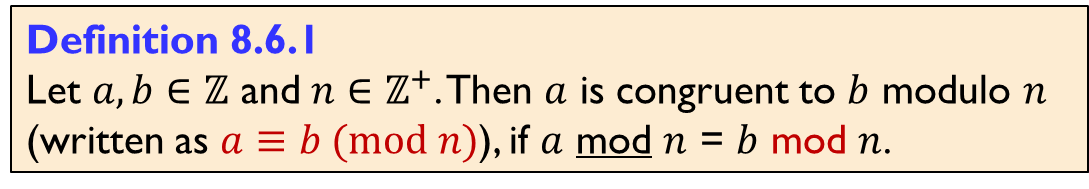 Definition 8.6.1
Let a, b ∈ ℤ and n ∈ ℤ⁺. Then a is congruent to b modulo n
(written as a ≡ b (mod n)), if a mod n = b mod n.